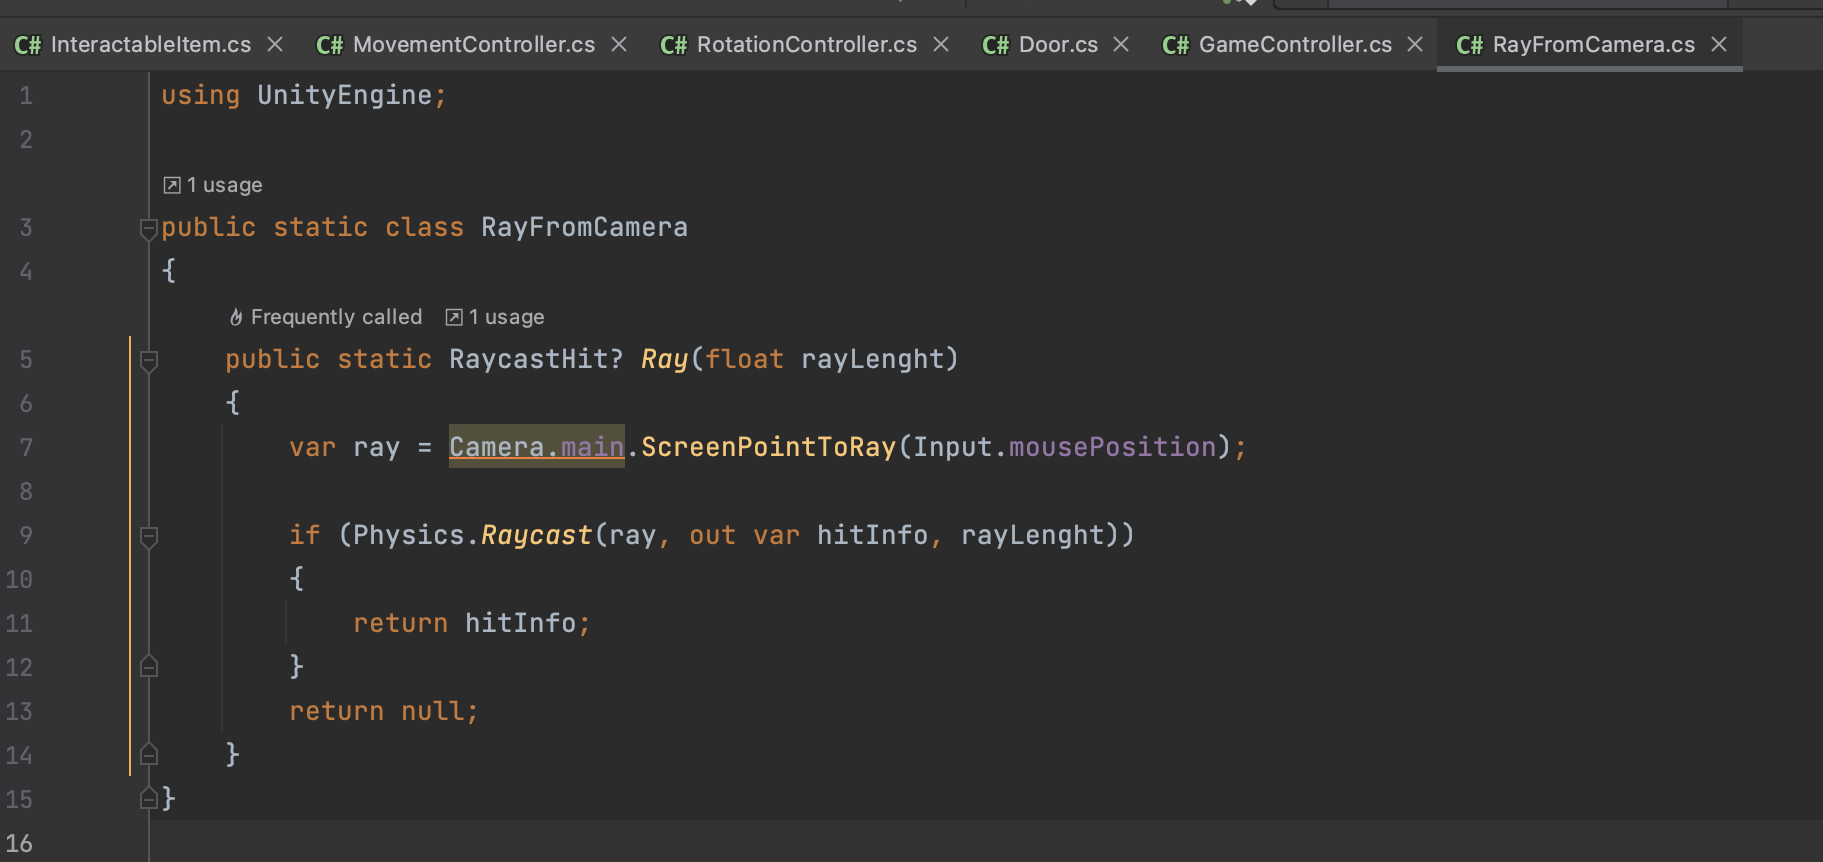 C# InteractableItem.cs × C# MovementController.cs × C# RotationController.cs × C# Door.cs × C# GameController.cs × C# RayFromCamera.cs ×
1 using UnityEngine;
2
1 usage
3 public static class RayFromCamera
4 {
Frequently called 1 usage
5 public static RaycastHit? Ray(float rayLenght)
6 {
7 var ray = Camera.main.ScreenPointToRay(Input.mousePosition);
8
9 if (Physics.Raycast(ray, out var hitInfo, rayLenght))
10 {
11 return hitInfo;
12 }
13 return null;
14 }
15 }
16